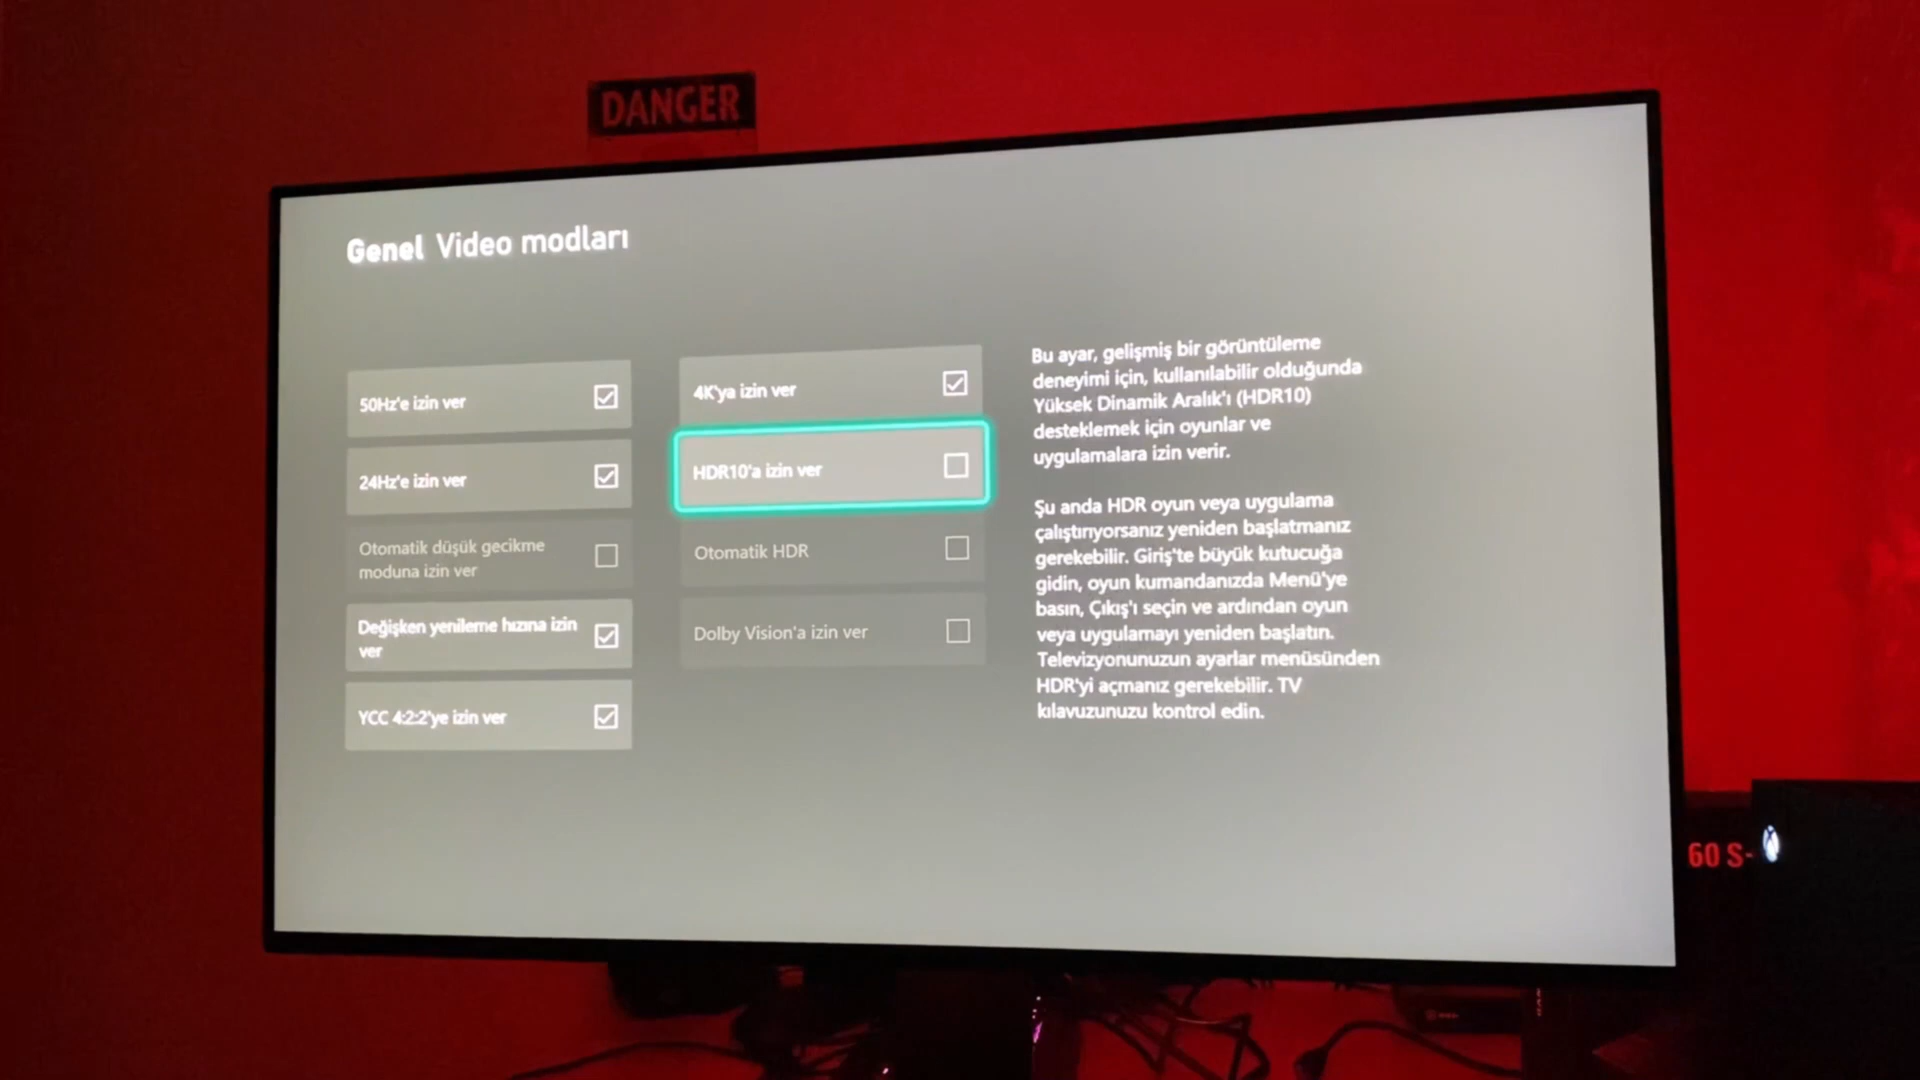 DANGER
Genel Video modları
50Hz'e izin ver
24Hz'e izin ver
Otomatik düşük gecikme
moduna izin ver
Değişken yenileme hızına izin
ver
YCC 4:2:2'ye izin ver
4K'ya izin ver
HDR10'a izin ver
Otomatik HDR
Dolby Vision'a izin ver
Bu ayar, gelişmiş bir görüntüleme
deneyimi için, kullanılabilir olduğunda
Yüksek Dinamik Aralık'ı (HDR10)
desteklemek için oyunlar ve
uygulamalara izin verir.
Şu anda HDR oyun veya uygulama
çalıştırıyorsanız yeniden başlatmanız
gerekebilir. Giriş'te büyük kutucuğa
gidin, oyun kumandanızda Menü'ye
basın, Çıkış'ı seçin ve ardından oyun
veya uygulamayı yeniden başlatın.
Televizyonunuzun ayarlar menüsünden
HDR'yi açmanız gerekebilir. TV
kılavuzunuzu kontrol edin.
60 S-